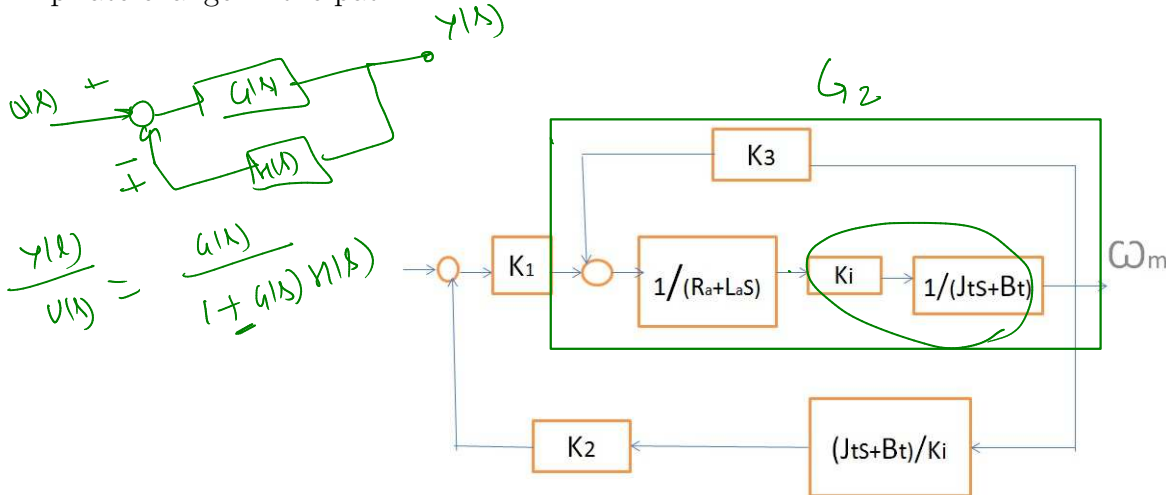 Y(s)
U(s) + G(s)
G2
− +
H(s)
K3
Y(s)/U(s) = G(s)/(1 + G(s) H(s))
K1
1/(Ra+LaS)
Ki
1/(JtS+Bt)
ωm
K2
(JtS+Bt)/Ki